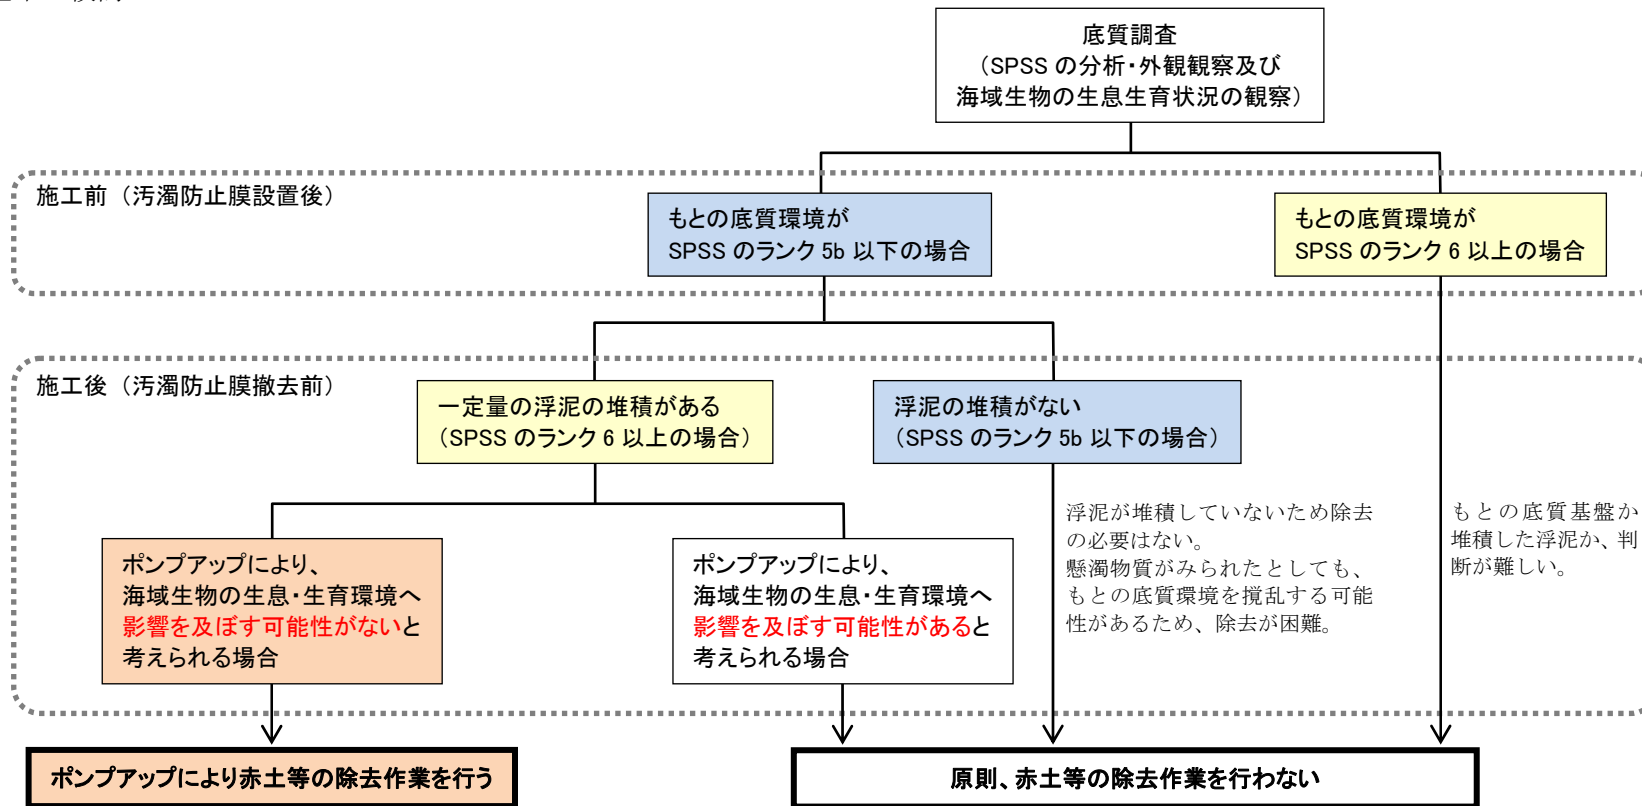 底質調査
（SPSS の分析・外観観察及び
海域生物の生息生育状況の観察）
施工前（汚濁防止膜設置後）
もとの底質環境が
SPSS のランク 5b 以下の場合
もとの底質環境が
SPSS のランク 6 以上の場合
施工後（汚濁防止膜撤去前）
一定量の浮泥の堆積がある
（SPSS のランク 6 以上の場合）
浮泥の堆積がない
（SPSS のランク 5b 以下の場合）
ポンプアップにより、
海域生物の生息・生育環境へ
影響を及ぼす可能性がないと
考えられる場合
ポンプアップにより、
海域生物の生息・生育環境へ
影響を及ぼす可能性があると
考えられる場合
浮泥が堆積していないため除去
の必要はない。
懸濁物質がみられたとしても、
もとの底質環境を撹乱する可能
性があるため、除去が困難。
もとの底質基盤か
堆積した浮泥か、判
断が難しい。
ポンプアップにより赤土等の除去作業を行う
原則、赤土等の除去作業を行わない